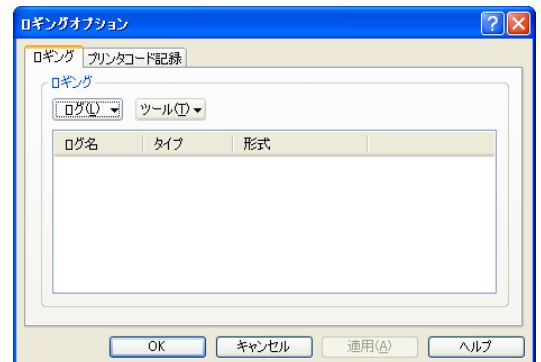 ロギングオプション
ロギング プリンタコード記録
ロギング
ログ(L) ツール(T)
ログ名 タイプ 形式
OK キャンセル 適用(A) ヘルプ